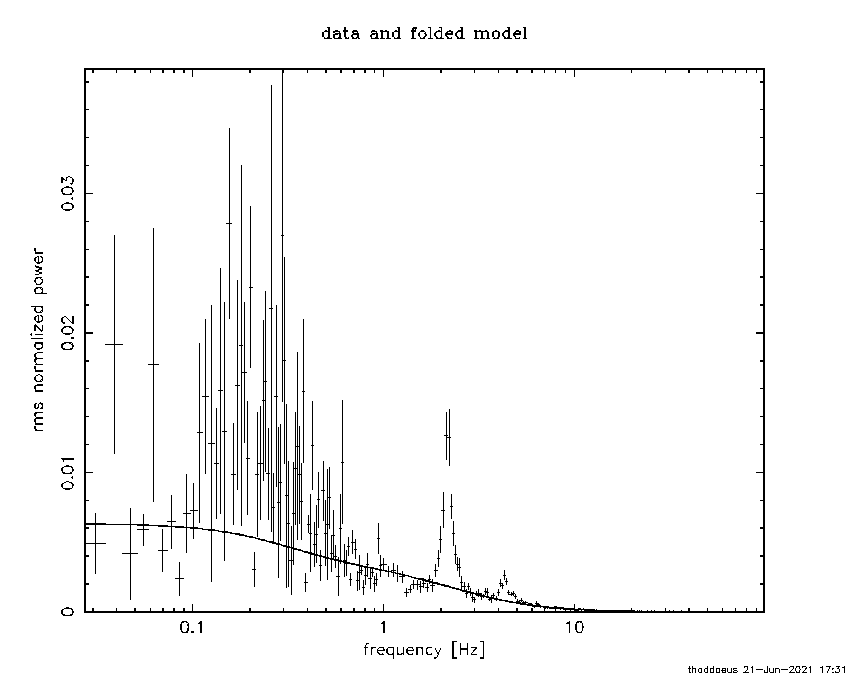 data and folded model
rms normalized power
0.03
0.02
0.01
0
0.1
1
10
frequency [Hz]
thaddaeus 21-Jun-2021 17:31